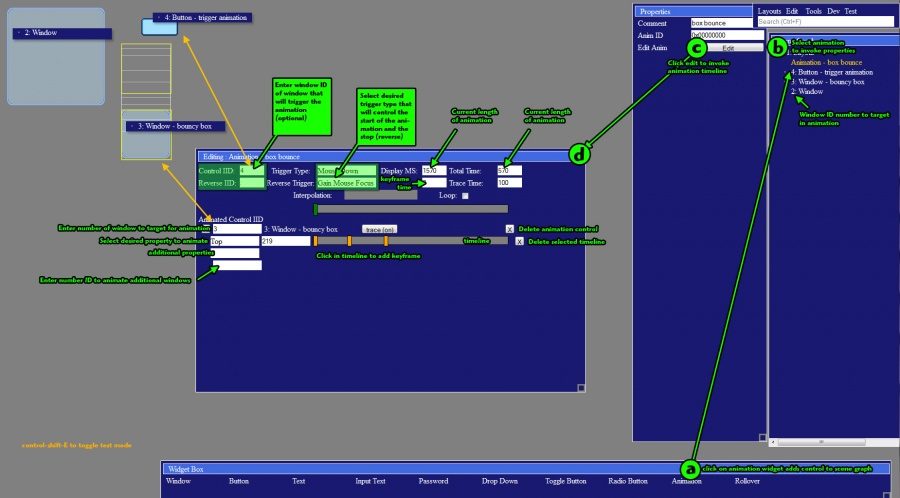 4: Button - trigger animation
2: Window
3: Window - bouncy box
Enter window ID
of window that
will trigger the
animation
(optional)
Select desired
trigger type that
will control the
start of the ani-
mation and the
stop (reverse)
Current length
of animation
Current length
of animation
Properties
Comment
box bounce
Anim ID
0x00000000
Edit Anim
Edit
c
Click edit to invoke
animation timeline
Layouts Edit Tools Dev Test
Search (Ctrl+F)
b
Select animation
to invoke properties
Animation - box bounce
4: Button - trigger animation
3: Window - bouncy box
2: Window
Window ID number to target
in animation
d
Editing : Animation - box bounce
Control IID:
4
Trigger Type:
Mouse Down
Display MS:
1570
Total Time:
570
Reverse IID:
Reverse Trigger:
Gain Mouse Focus
keyframe
time
Trace Time:
100
Interpolation:
Loop:
Animated Control IID
Enter number of window to target for animation
3
3: Window - bouncy box
trace (on)
X
Delete animation control
Select desired property to animate
Top
219
timeline
X
Delete selected timeline
additional properties
Click in timeline to add keyframe
Enter number ID to animate additional windows
control-shift-E to toggle test mode
Widget Box
a
click on animation widget adds control to scene graph
Window Button Text Input Text Password Drop Down Toggle Button Radio Button Animation Rollover